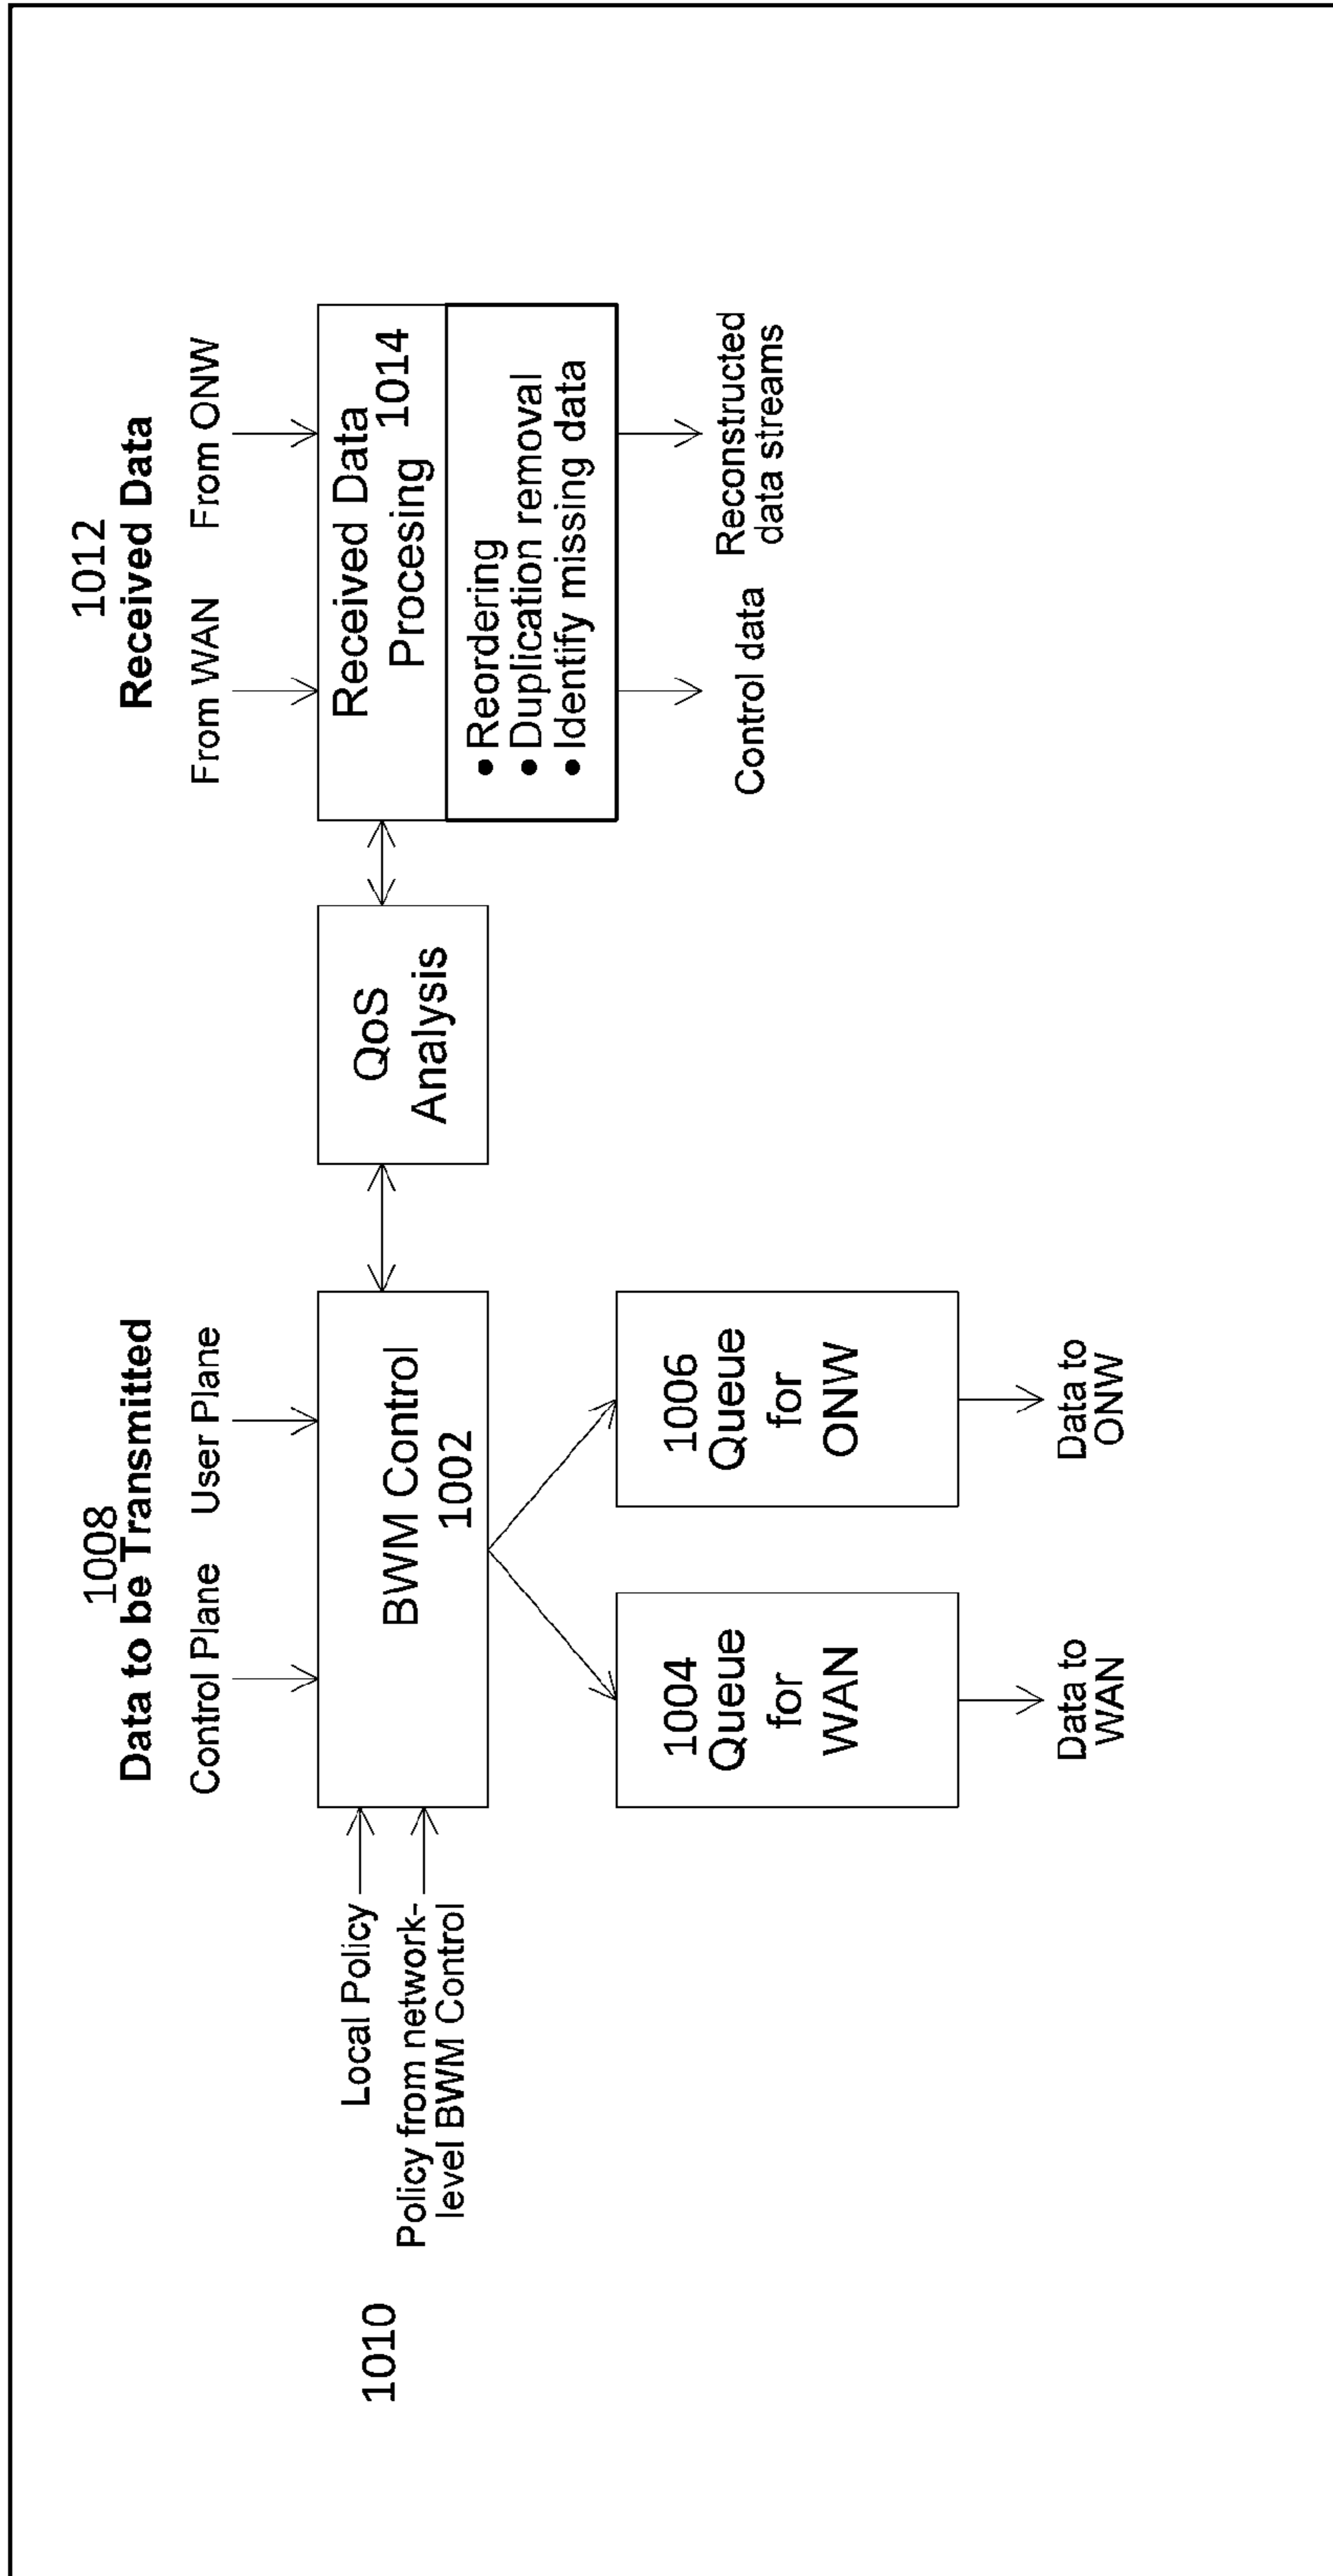 1008
Data to be Transmitted
Control Plane
User Plane
1010
Local Policy
Policy from network-
level BWM Control
BWM Control
1002
1004
Queue
for
WAN
Data to
WAN
1006
Queue
for
ONW
Data to
ONW
QoS
Analysis
1012
Received Data
From WAN
From ONW
Received Data
Procesing 1014
• Reordering
• Duplication removal
• Identify missing data
Control data
Reconstructed
data streams